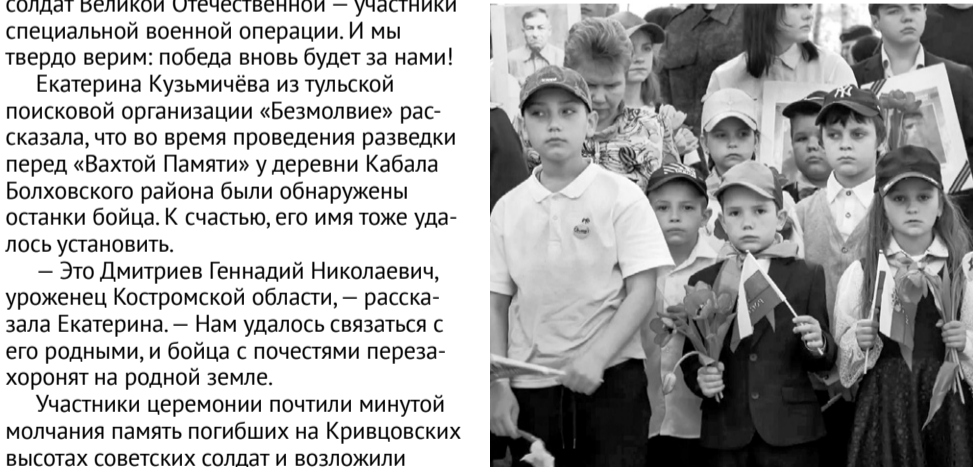 солдат Великой Отечественной — участники
специальной военной операции. И мы
твердо верим: победа вновь будет за нами!
Екатерина Кузьмичёва из тульской
поисковой организации «Безмолвие» рас-
сказала, что во время проведения разведки
перед «Вахтой Памяти» у деревни Кабала
Болховского района были обнаружены
останки бойца. К счастью, его имя тоже уда-
лось установить.
— Это Дмитриев Геннадий Николаевич,
уроженец Костромской области, — расска-
зала Екатерина. — Нам удалось связаться с
его родными, и бойца с почестями переза-
хоронят на родной земле.
Участники церемонии почтили минутой
молчания память погибших на Кривцовских
высотах советских солдат и возложили